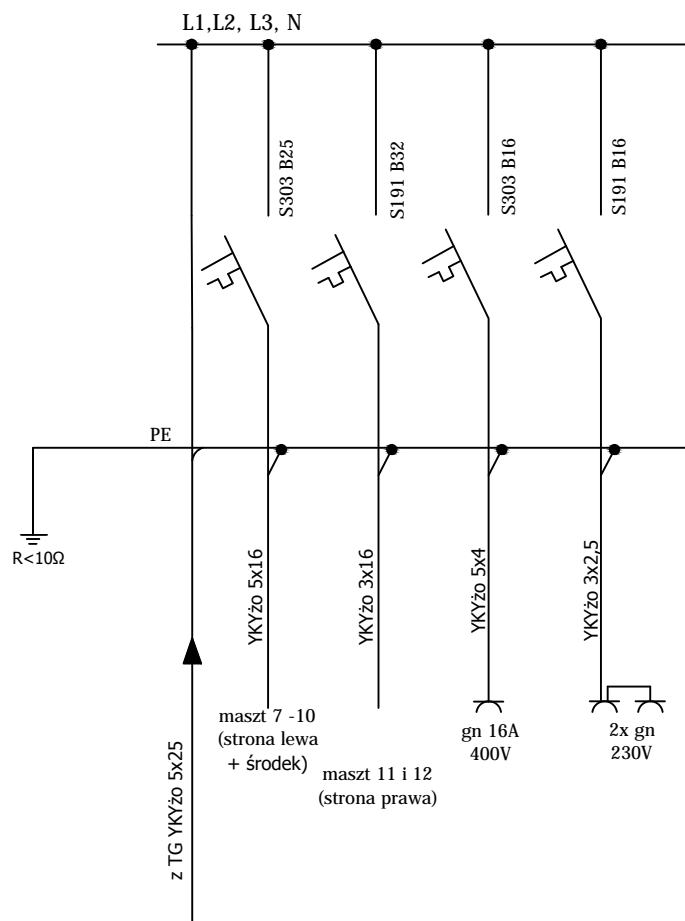 L1,L2, L3, N
S303 B25
S191 B32
S303 B16
S191 B16
PE
R<10Ω
YKYżo 5x16
YKYżo 3x16
YKYżo 5x4
YKYżo 3x2,5
z TG YKYżo 5x25
maszt 7 -10
(strona lewa
+ środek)
maszt 11 i 12
(strona prawa)
gn 16A
400V
2x gn
230V